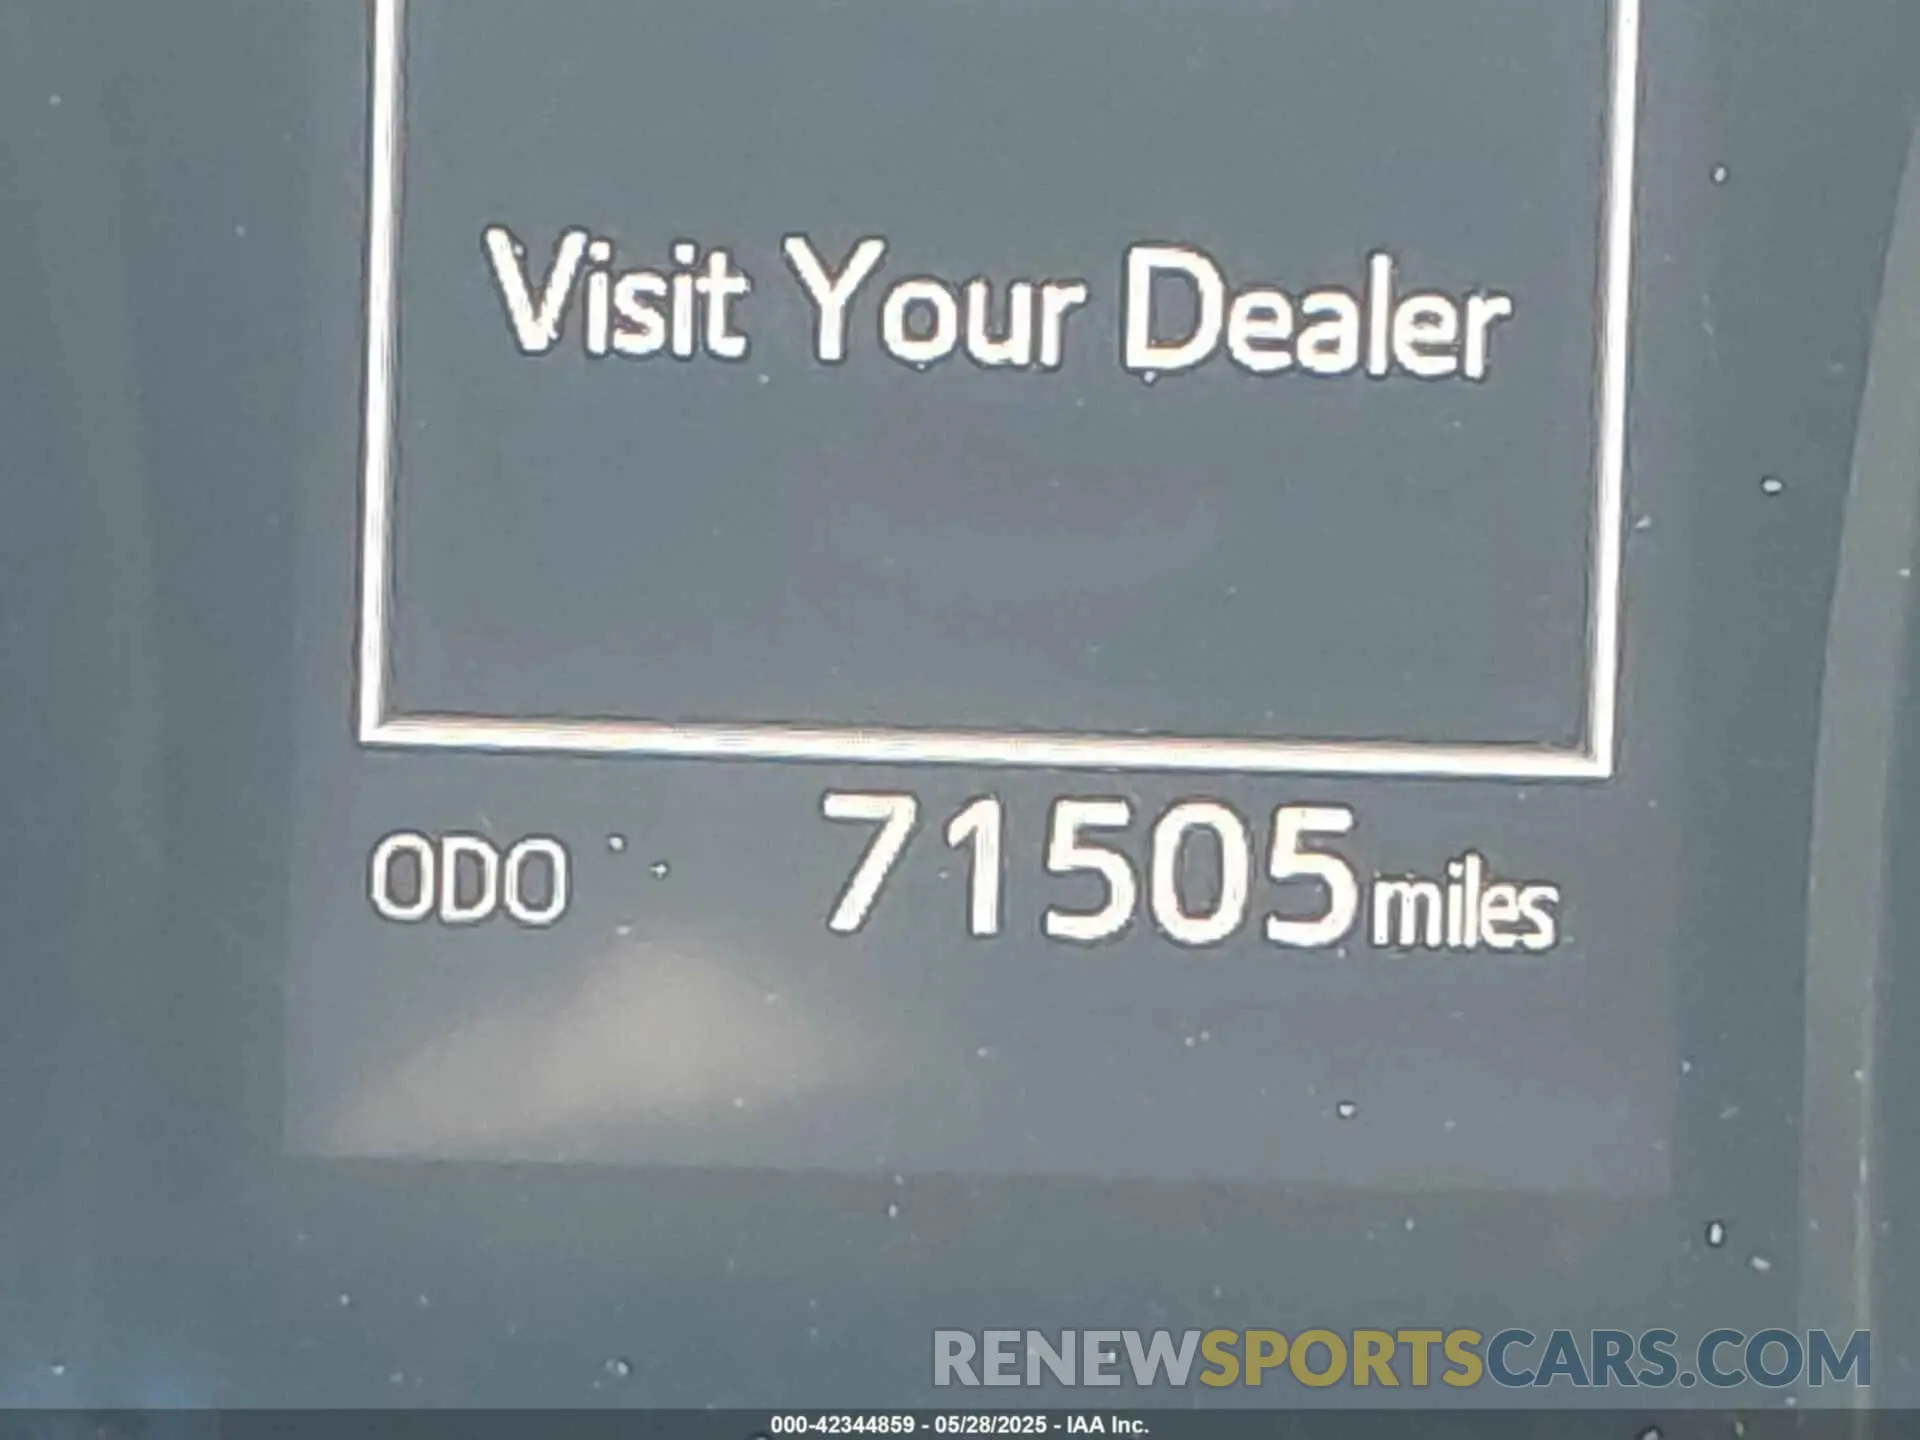 Visit Your Dealer
ODO 71505 miles
RENEWSPORTSCARS.COM
000-42344859 - 05/28/2025 - IAA Inc.